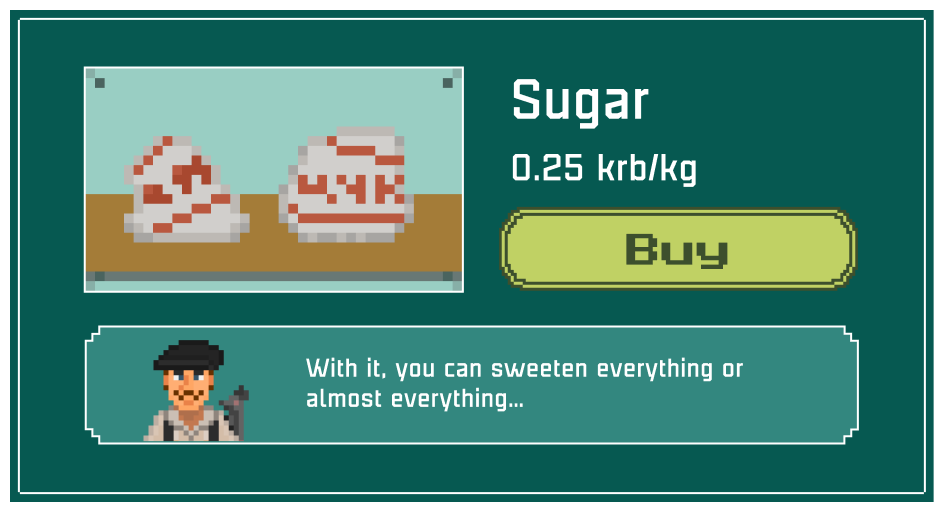 Sugar
0.25 krb/kg
Buy
With it, you can sweeten everything or
almost everything...